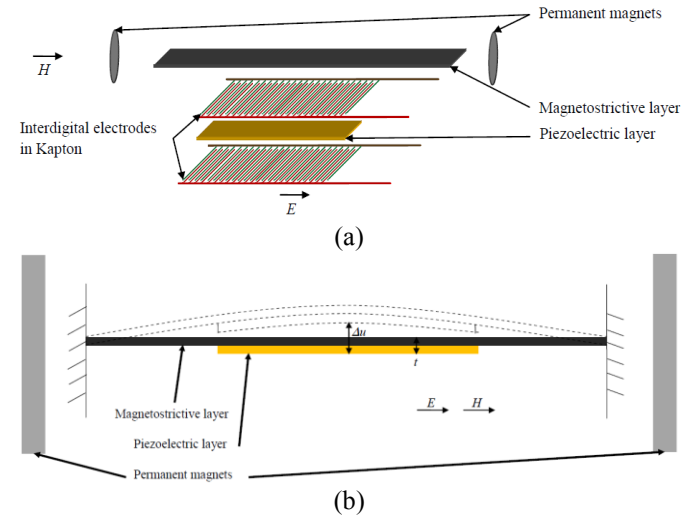 Permanent magnets
H
Magnetostrictive layer
Interdigital electrodes
in Kapton
Piezoelectric layer
E
(a)
Δu
t
Magnetostrictive layer
E H
Piezoelectric layer
Permanent magnets
(b)